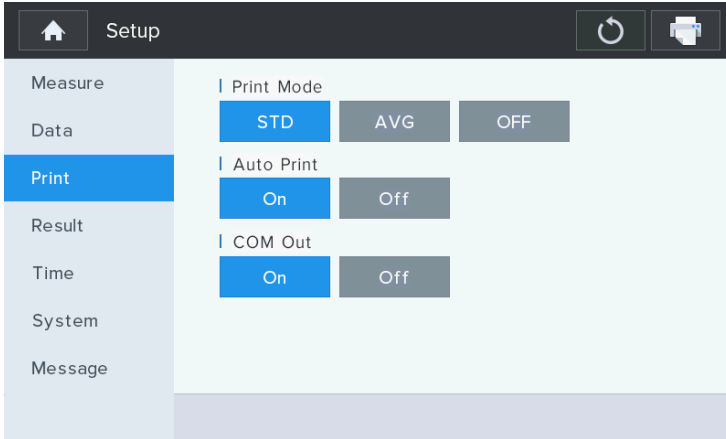 Setup
Measure
Data
Print
Result
Time
System
Message
Print Mode
STD AVG OFF
Auto Print
On Off
COM Out
On Off